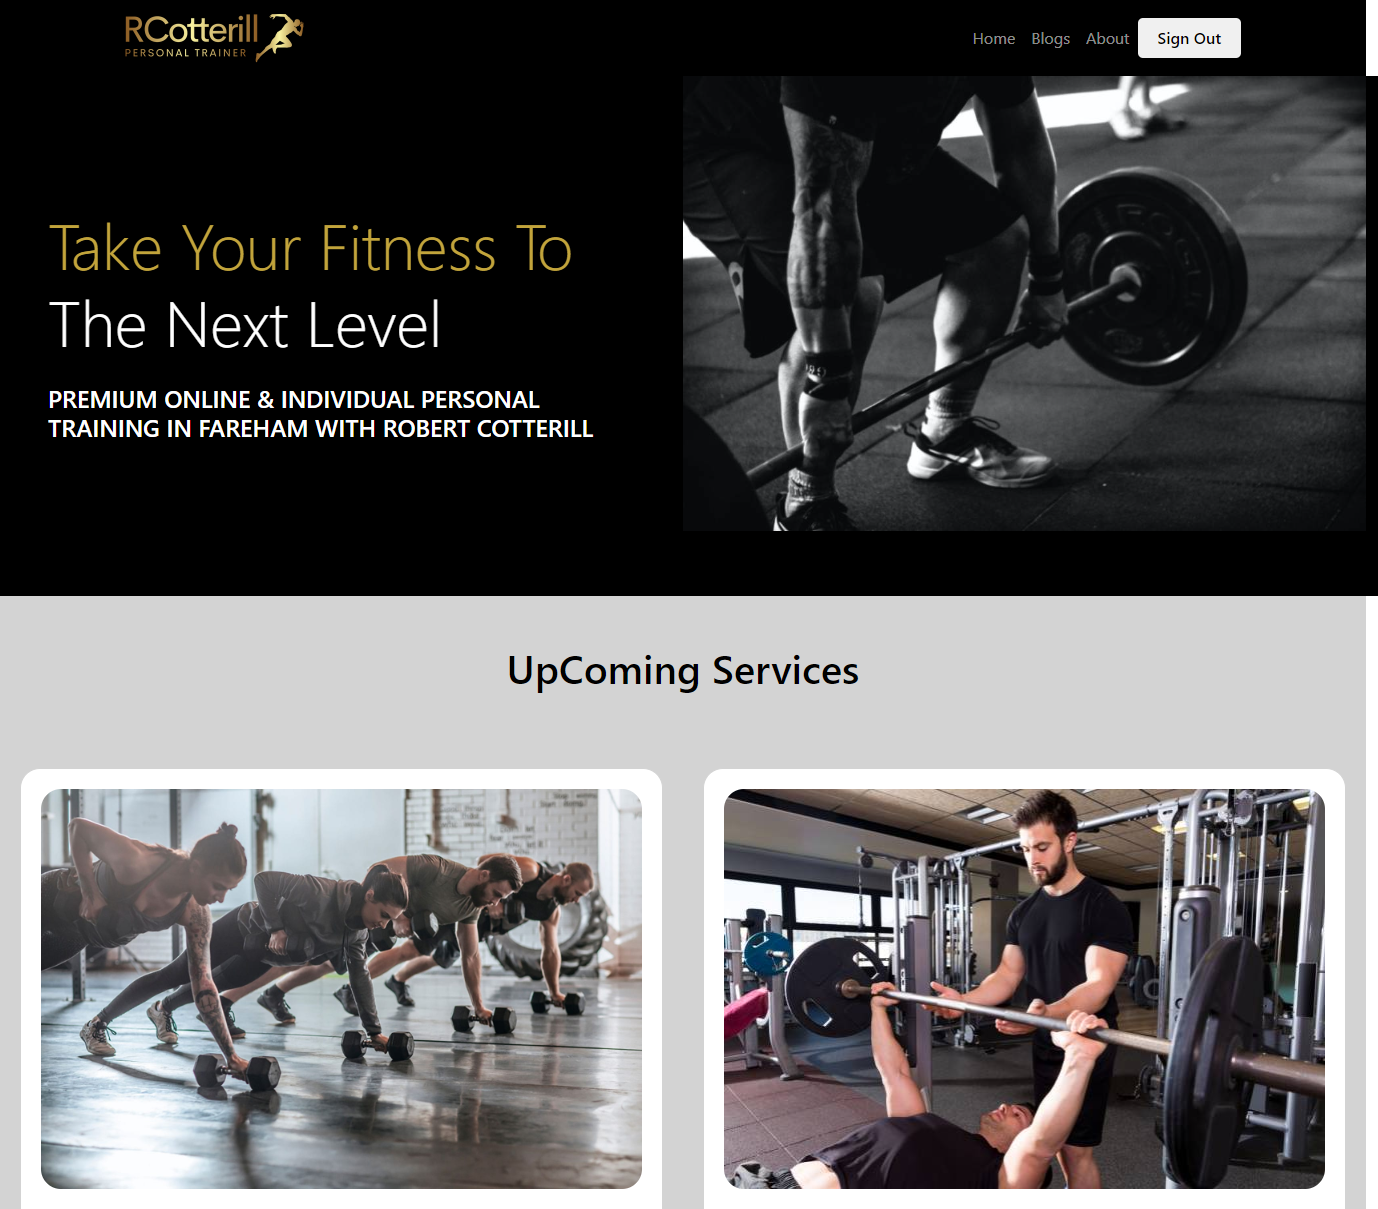 RCotterill
PERSONAL TRAINER
Home Blogs About Sign Out
Take Your Fitness To
The Next Level
PREMIUM ONLINE & INDIVIDUAL PERSONAL
TRAINING IN FAREHAM WITH ROBERT COTTERILL
UpComing Services